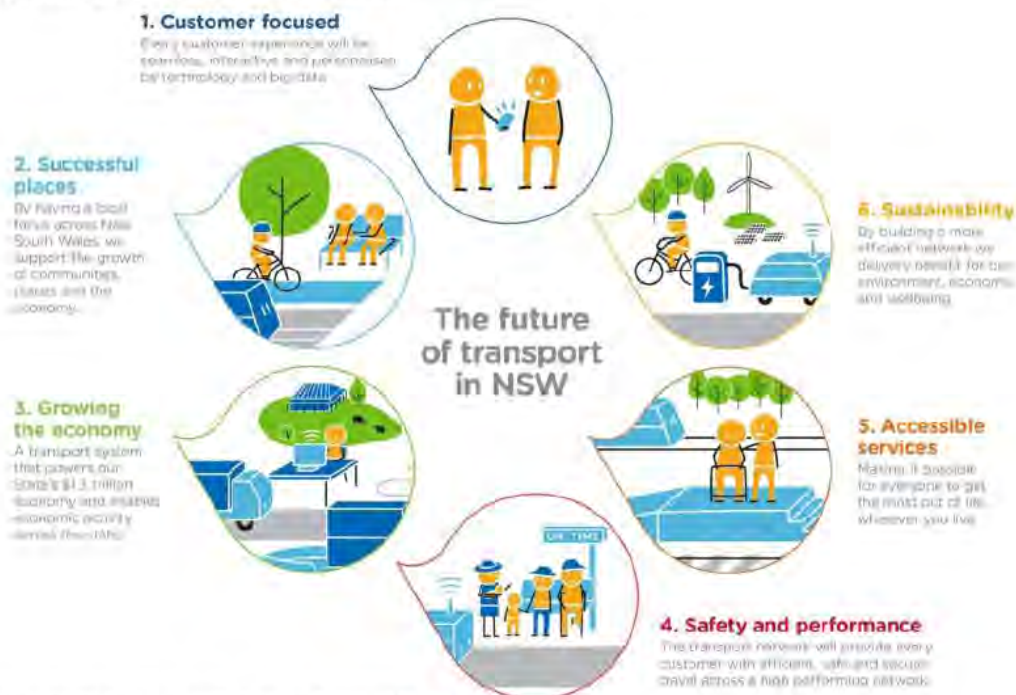 1. Customer focused
Every customer experience will be
seamless, interactive and personalised
by technology and big data
2. Successful
places
By having a local
focus across New
South Wales, we
support the growth
of communities,
places and the
economy.
The future
of transport
in NSW
3. Growing
the economy
A transport system
that powers our
State's $1.3 trillion
economy and enables
economic activity
across the state.
ON TIME
4. Safety and performance
The transport network will provide every
customer with efficient, safe and secure
travel across a high performing network.
5. Accessible
services
Making it possible
for everyone to get
the most out of life,
wherever you live
6. Sustainability
By building a more
efficient network we
delivery benefit for our
environment, economy
and wellbeing